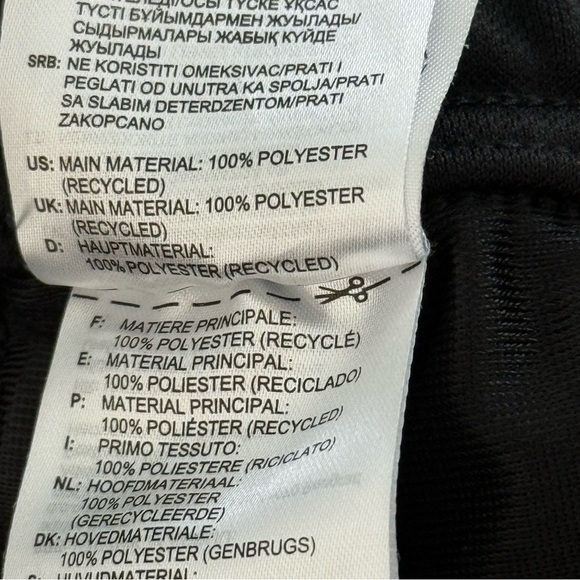 ТҮСТІ БҰЙЫМДАРМЕН ЖУЫЛАДЫ/
СЫДЫРМАЛАРЫ ЖАБЫҚ КҮЙДЕ
ЖУЫЛАДЫ
SRB: NE KORISTITI OMEKSIVAC/PRATI I
PEGLATI OD UNUTRA KA SPOLJA/PRATI
SA SLABIM DETERDZENTOM/PRATI
ZAKOPCANO
US: MAIN MATERIAL: 100% POLYESTER
(RECYCLED)
UK: MAIN MATERIAL: 100% POLYESTER
(RECYCLED)
D: HAUPTMATERIAL:
100% POLYESTER (RECYCLED)
F: MATIERE PRINCIPALE:
100% POLYESTER (RECYCLÉ)
E: MATERIAL PRINCIPAL:
100% POLIESTER (RECICLADO)
P: MATERIAL PRINCIPAL:
100% POLIÉSTER (RECYCLED)
I: PRIMO TESSUTO:
100% POLIESTERE (RICICLATO)
NL: HOOFDMATERIAAL:
100% POLYESTER
(GERECYCLEERDE)
DK: HOVEDMATERIALE:
100% POLYESTER (GENBRUGS)
S: HUVUDMATERIAL: